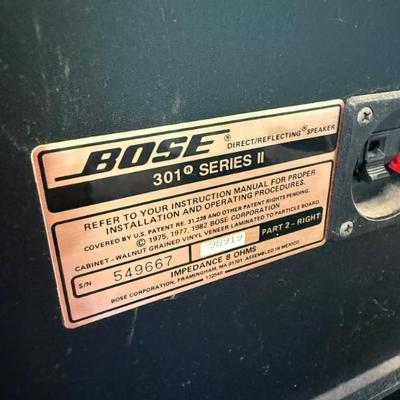 BOSE® DIRECT/REFLECTING® SPEAKER
301® SERIES II
REFER TO YOUR INSTRUCTION MANUAL FOR PROPER
INSTALLATION AND OPERATING PROCEDURES.
COVERED BY U.S. PATENT RE. 31,228 AND OTHER PATENT RIGHTS PENDING.
© 1975, 1977, 1982 BOSE CORPORATION
CABINET - WALNUT GRAINED VINYL VENEER LAMINATED TO PARTICLE BOARD.
S/N 549667 98919 PART 2 - RIGHT
IMPEDANCE 8 OHMS
BOSE CORPORATION, FRAMINGHAM, MA 01701 ASSEMBLED IN MEXICO.
132540